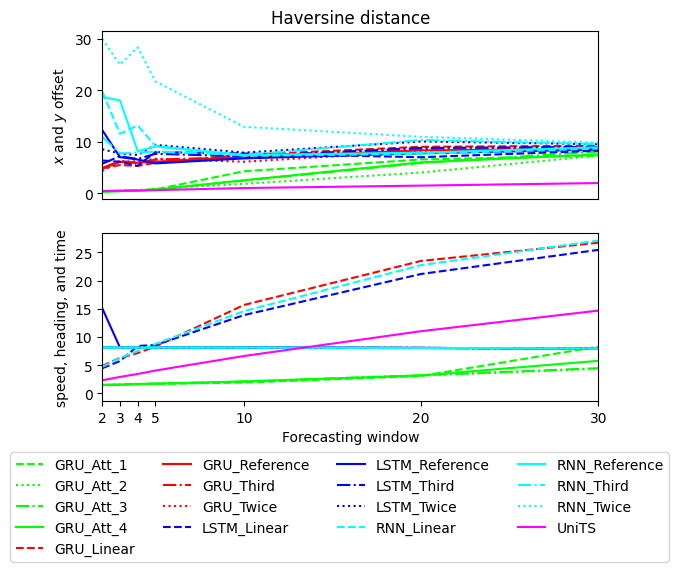 Haversine distance
x and y offset
30
20
10
0
speed, heading, and time
25
20
15
10
5
0
2 3 4 5 10 20 30
Forecasting window
GRU_Att_1 GRU_Reference LSTM_Reference RNN_Reference
GRU_Att_2 GRU_Third LSTM_Third RNN_Third
GRU_Att_3 GRU_Twice LSTM_Twice RNN_Twice
GRU_Att_4 LSTM_Linear RNN_Linear UniTS
GRU_Linear